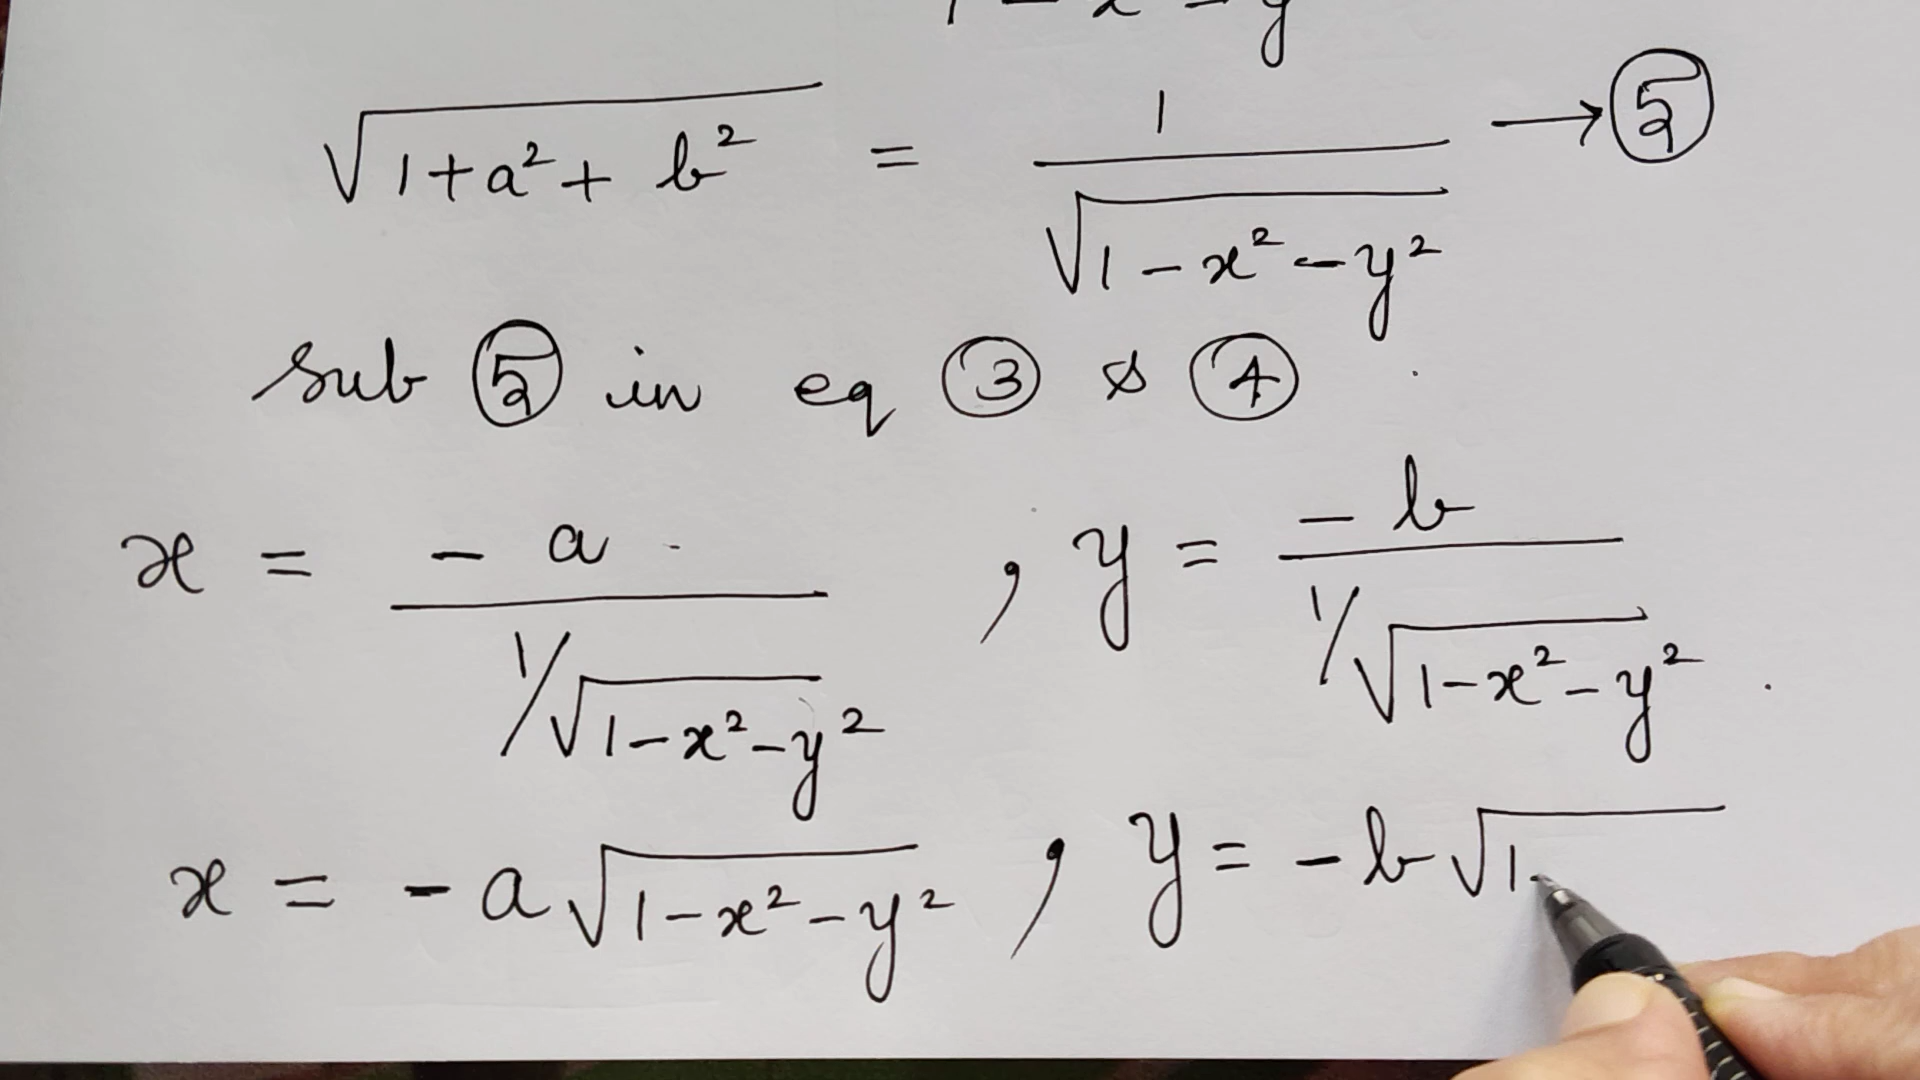 1 - x - y
√(1+a²+b²) = 1/√(1-x²-y²) → ⑤
sub ⑤ in eq ③ & ④
x = -a/(1/√(1-x²-y²)) , y = -b/(1/√(1-x²-y²))
x = -a√(1-x²-y²) , y = -b√(1-